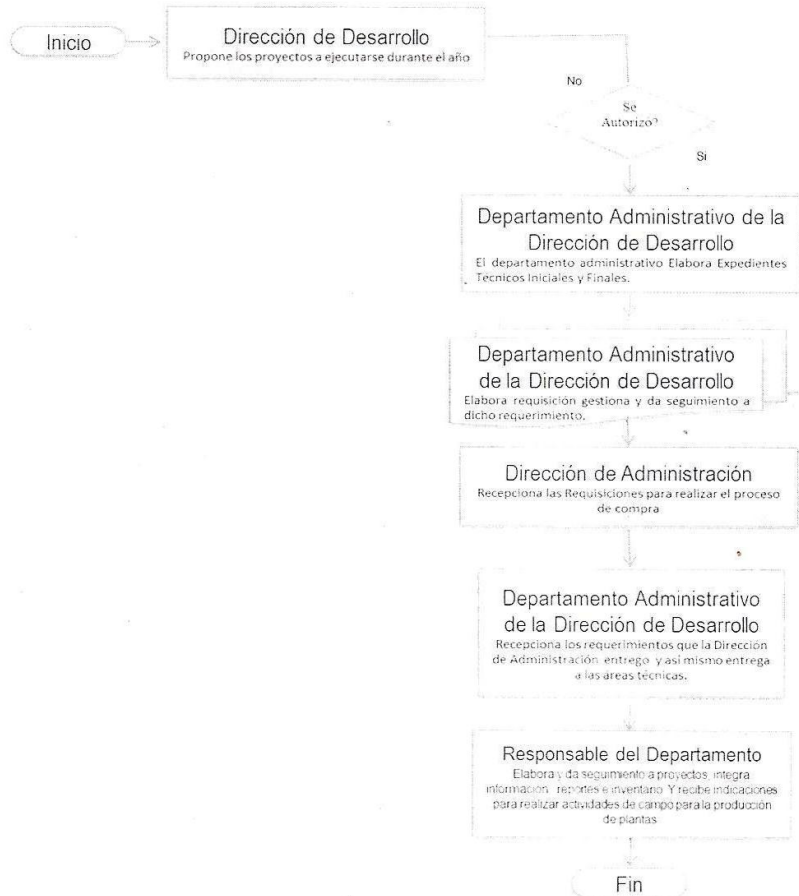 Inicio
Dirección de Desarrollo
Propone los proyectos a ejecutarse durante el año
No
Se
Autorizo?
Si
Departamento Administrativo de la
Dirección de Desarrollo
El departamento administrativo Elabora Expedientes
Técnicos Iniciales y Finales.
Departamento Administrativo
de la Dirección de Desarrollo
Elabora requisición gestiona y da seguimiento a
dicho requerimiento.
Dirección de Administración
Recepciona las Requisiciones para realizar el proceso
de compra
Departamento Administrativo
de la Dirección de Desarrollo
Recepciona los requerimientos que la Dirección
de Administración entrego y asi mismo entrega
a las áreas técnicas.
Responsable del Departamento
Elabora y da seguimiento a proyectos, integra
información reportes e inventario Y recibe indicaciones
para realizar actividades de campo para la producción
de plantas
Fin